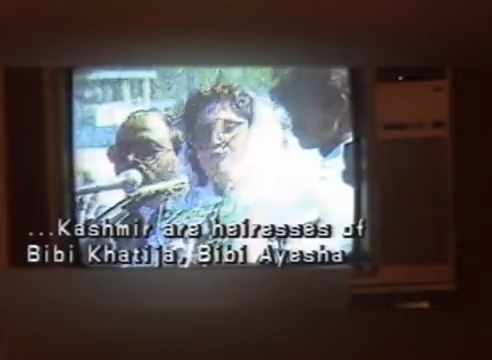 ...Kashmir are heiresses of
Bibi Khatija, Bibi Ayesha